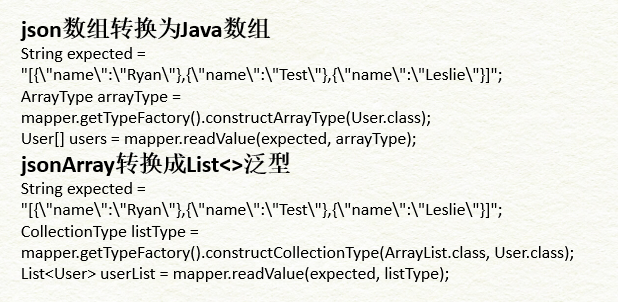 json数组转换为Java数组
String expected =
"[{\"name\":\"Ryan\"},{\"name\":\"Test\"},{\"name\":\"Leslie\"}]";
ArrayType arrayType =
mapper.getTypeFactory().constructArrayType(User.class);
User[] users = mapper.readValue(expected, arrayType);
jsonArray转换成List<>泛型
String expected =
"[{\"name\":\"Ryan\"},{\"name\":\"Test\"},{\"name\":\"Leslie\"}]";
CollectionType listType =
mapper.getTypeFactory().constructCollectionType(ArrayList.class, User.class);
List<User> userList = mapper.readValue(expected, listType);